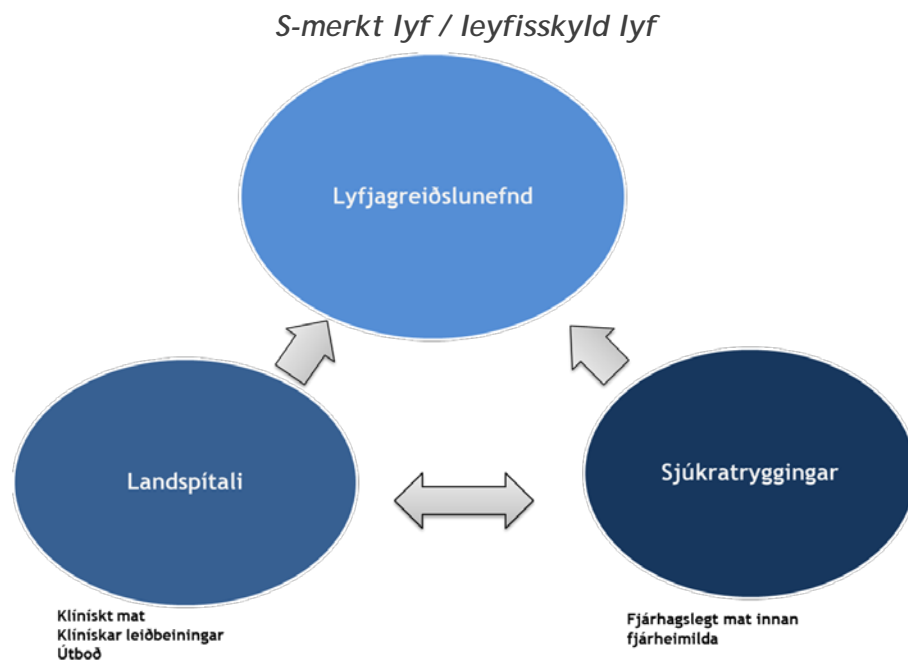 S-merkt lyf / leyfisskyld lyf
Lyfjagreiðslunefnd
Landspítali
Sjúkratryggingar
Klínískt mat
Klínískar leiðbeiningar
Útboð
Fjárhagslegt mat innan
fjárheimilda